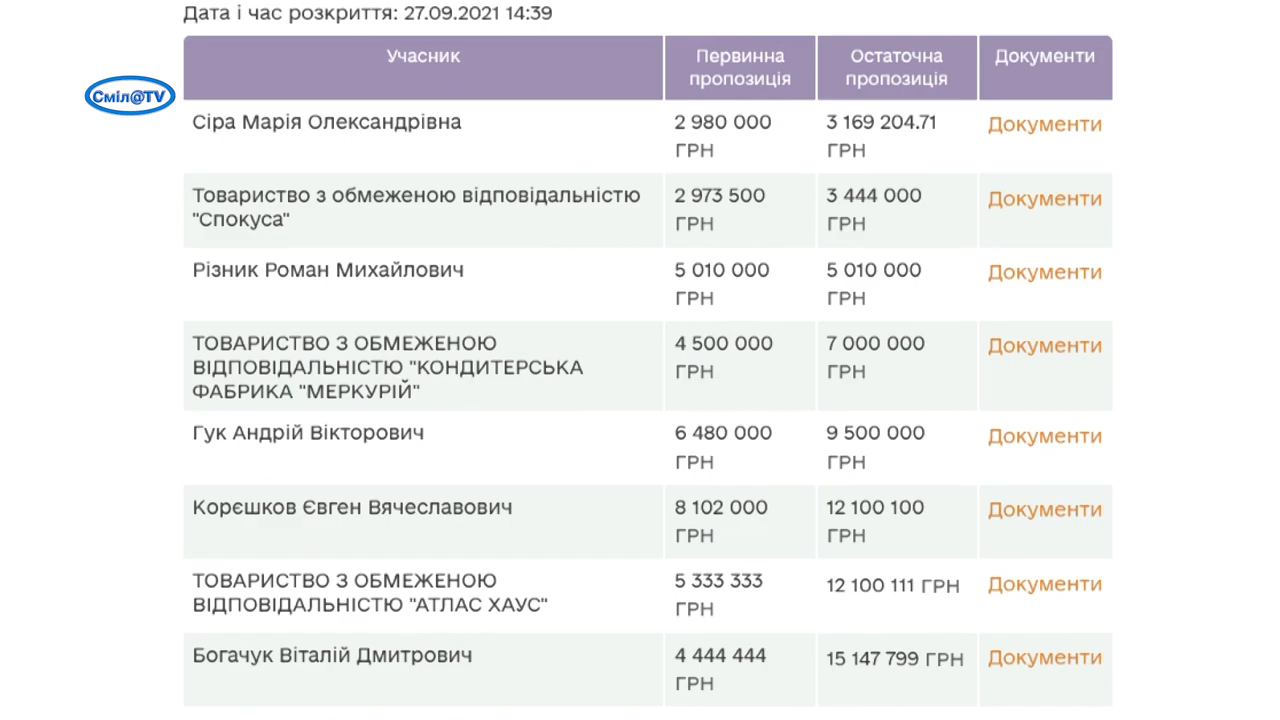 Дата і час розкриття: 27.09.2021 14:39
Учасник
Первинна
пропозиція
Остаточна
пропозиція
Документи
Сміл@TV
Сіра Марія Олександрівна
2 980 000
ГРН
3 169 204.71
ГРН
Документи
Товариство з обмеженою відповідальністю
"Спокуса"
2 973 500
ГРН
3 444 000
ГРН
Документи
Різник Роман Михайлович
5 010 000
ГРН
5 010 000
ГРН
Документи
ТОВАРИСТВО З ОБМЕЖЕНОЮ
ВІДПОВІДАЛЬНІСТЮ "КОНДИТЕРСЬКА
ФАБРИКА "МЕРКУРІЙ"
4 500 000
ГРН
7 000 000
ГРН
Документи
Гук Андрій Вікторович
6 480 000
ГРН
9 500 000
ГРН
Документи
Корєшков Євген Вячеславович
8 102 000
ГРН
12 100 100
ГРН
Документи
ТОВАРИСТВО З ОБМЕЖЕНОЮ
ВІДПОВІДАЛЬНІСТЮ "АТЛАС ХАУС"
5 333 333
ГРН
12 100 111 ГРН
Документи
Богачук Віталій Дмитрович
4 444 444
ГРН
15 147 799 ГРН
Документи